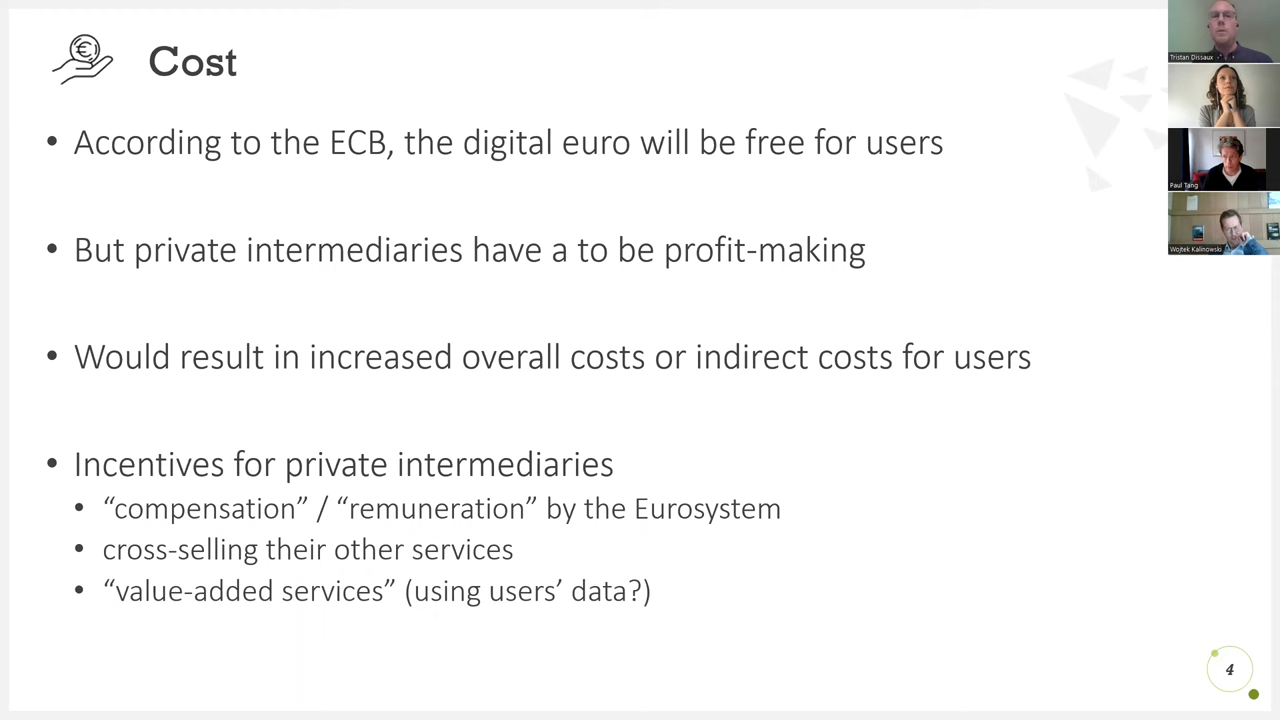 Cost
• According to the ECB, the digital euro will be free for users
• But private intermediaries have a to be profit-making
• Would result in increased overall costs or indirect costs for users
• Incentives for private intermediaries
• “compensation” / “remuneration” by the Eurosystem
• cross-selling their other services
• “value-added services” (using users’ data?)
4
€
Tristan Dissaux
Paul Tang
Wojtek Kalinowski